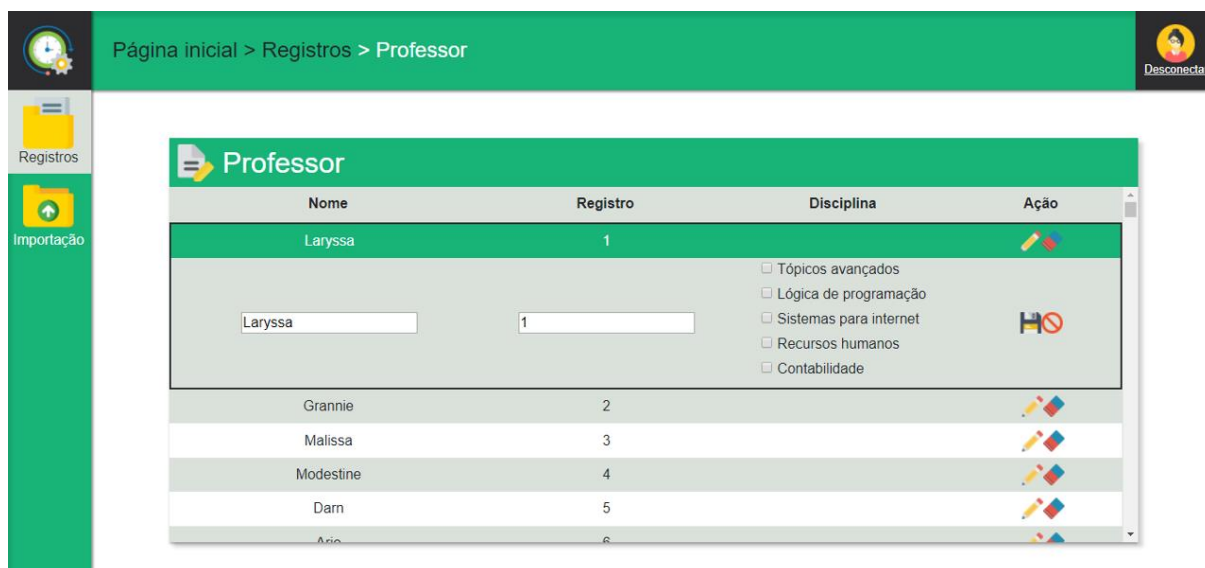 Página inicial > Registros > Professor
Desconecta
Registros
Importação
Professor
Nome Registro Disciplina Ação
Laryssa 1
Tópicos avançados
Lógica de programação
Laryssa 1 Sistemas para internet
Recursos humanos
Contabilidade
Grannie 2
Malissa 3
Modestine 4
Darn 5
6